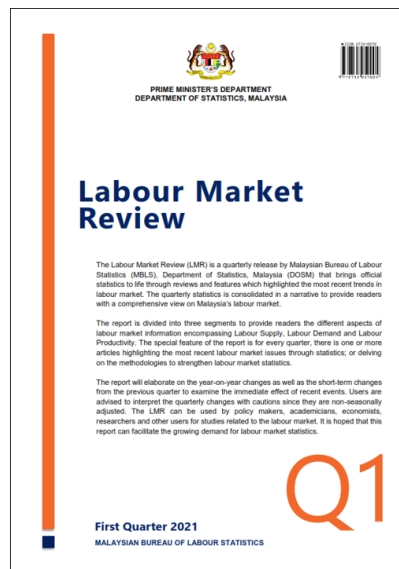 PRIME MINISTER'S DEPARTMENT
DEPARTMENT OF STATISTICS, MALAYSIA
Labour Market
Review
The Labour Market Review (LMR) is a quarterly release by Malaysian Bureau of Labour
Statistics (MBLS), Department of Statistics, Malaysia (DOSM) that brings official
statistics to life through reviews and features which highlighted the most recent trends in
labour market. The quarterly statistics is consolidated in a narrative to provide readers
with a comprehensive view on Malaysia's labour market.
The report is divided into three segments to provide readers the different aspects of
labour market information encompassing Labour Supply, Labour Demand and Labour
Productivity. The special feature of the report is for every quarter, there is one or more
articles highlighting the most recent labour market issues through statistics; or delving
on the methodologies to strengthen labour market statistics.
The report will elaborate on the year-on-year changes as well as the short-term changes
from the previous quarter to examine the immediate effect of recent events. Users are
advised to interpret the quarterly changes with cautions since they are non-seasonally
adjusted. The LMR can be used by policy makers, academicians, economists,
researchers and other users for studies related to the labour market. It is hoped that this
report can facilitate the growing demand for labour market statistics.
Q1
First Quarter 2021
MALAYSIAN BUREAU OF LABOUR STATISTICS